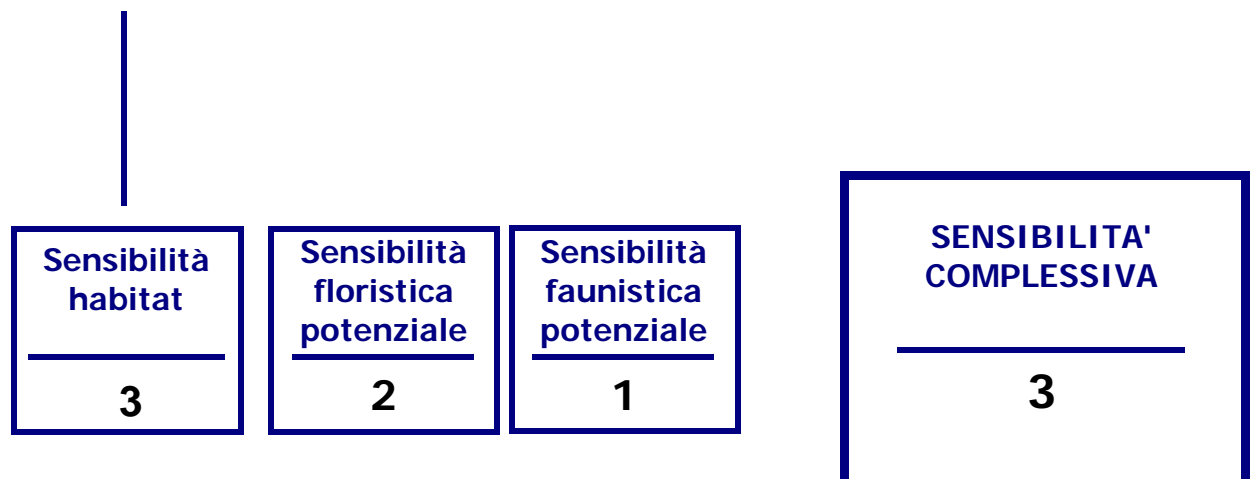 Sensibilità
habitat
3
Sensibilità
floristica
potenziale
2
Sensibilità
faunistica
potenziale
1
SENSIBILITA'
COMPLESSIVA
3